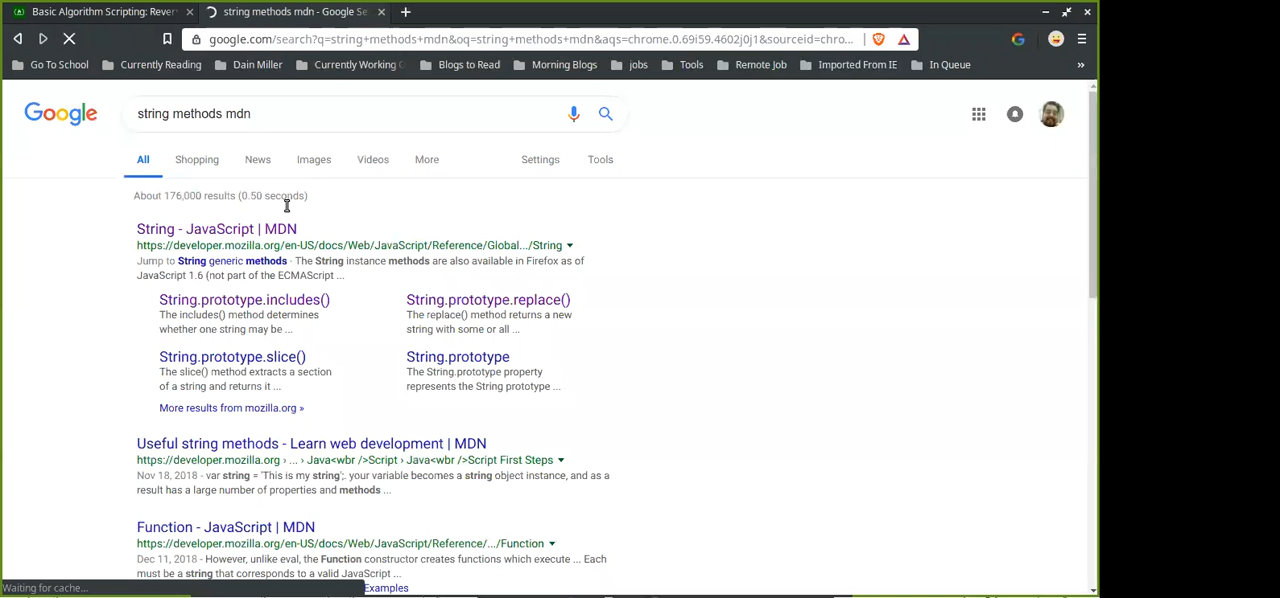 Basic Algorithm Scripting: Rever
string methods mdn - Google Se
google.com/search?q=string+methods+mdn&oq=string+methods+mdn&aqs=chrome.0.69i59.4602j0j1&sourceid=chro...
Go To School Currently Reading Dain Miller Currently Working Blogs to Read Morning Blogs jobs Tools Remote Job Imported From IE In Queue »
Google
string methods mdn
All Shopping News Images Videos More Settings Tools
About 176,000 results (0.50 seconds)
String - JavaScript | MDN
https://developer.mozilla.org/en-US/docs/Web/JavaScript/Reference/Global.../String
Jump to String generic methods - The String instance methods are also available in Firefox as of
JavaScript 1.6 (not part of the ECMAScript ...
String.prototype.includes()
The includes() method determines
whether one string may be ...
String.prototype.replace()
The replace() method returns a new
string with some or all ...
String.prototype.slice()
The slice() method extracts a section
of a string and returns it ...
String.prototype
The String.prototype property
represents the String prototype ...
More results from mozilla.org »
Useful string methods - Learn web development | MDN
https://developer.mozilla.org › ... › Java<wbr />Script › Java<wbr />Script First Steps
Nov 18, 2018 - var string = 'This is my string';. your variable becomes a string object instance, and as a
result has a large number of properties and methods ...
Function - JavaScript | MDN
https://developer.mozilla.org/en-US/docs/Web/JavaScript/Reference/.../Function
Dec 11, 2018 - However, unlike eval, the Function constructor creates functions which execute ... Each
must be a string that corresponds to a valid JavaScript ...
Examples
Waiting for cache...